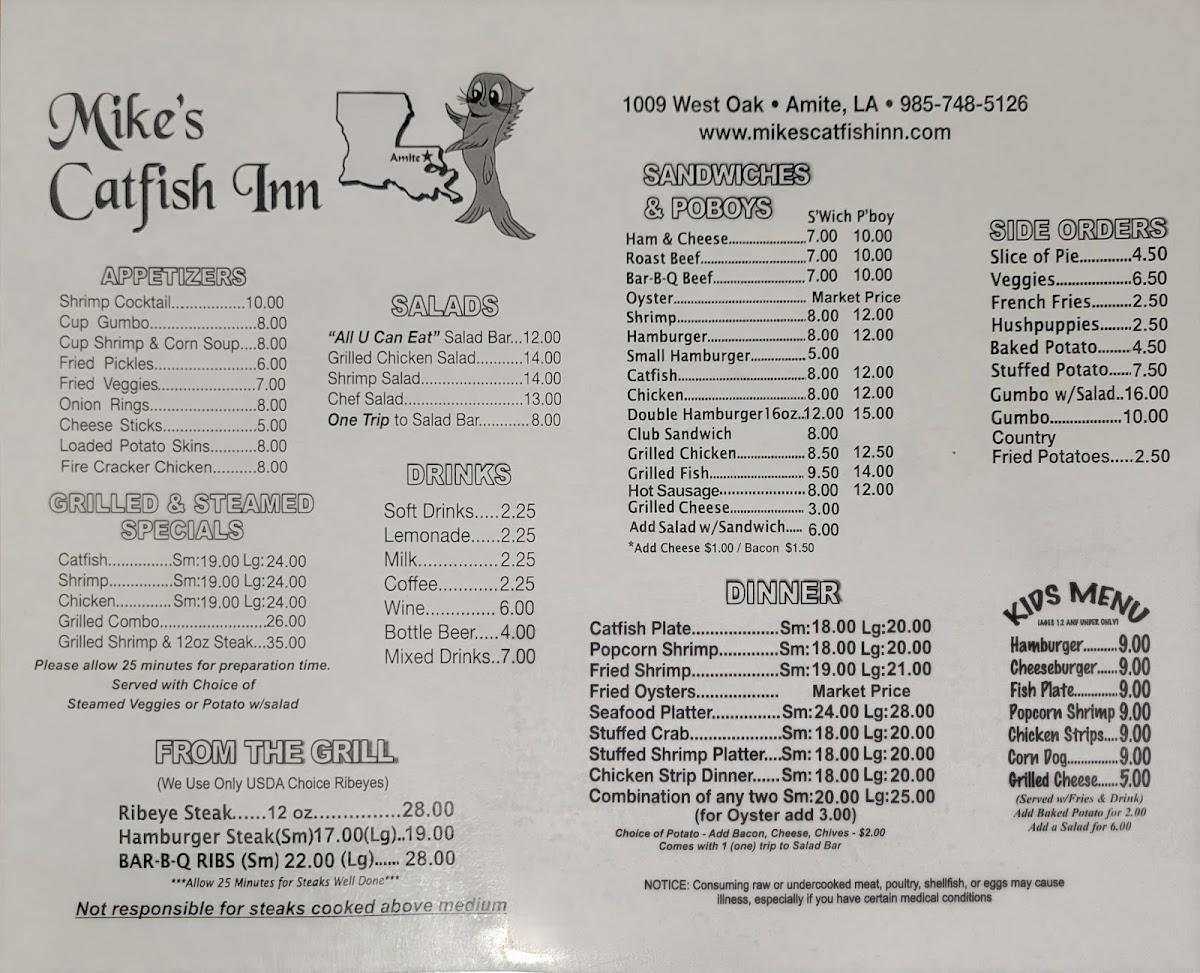 Mike's
Catfish Inn
Amite
APPETIZERS
Shrimp Cocktail................10.00
Cup Gumbo.............................8.00
Cup Shrimp & Corn Soup....8.00
Fried Pickles......................6.00
Fried Veggies.....................7.00
Onion Rings.......................8.00
Cheese Sticks....................5.00
Loaded Potato Skins..........8.00
Fire Cracker Chicken..........8.00
GRILLED & STEAMED
SPECIALS
Catfish..............Sm:19.00 Lg:24.00
Shrimp..............Sm:19.00 Lg:24.00
Chicken............Sm:19.00 Lg:24.00
Grilled Combo.......................26.00
Grilled Shrimp & 12oz Steak...35.00
Please allow 25 minutes for preparation time.
Served with Choice of
Steamed Veggies or Potato w/salad
SALADS
"All U Can Eat" Salad Bar...12.00
Grilled Chicken Salad..........14.00
Shrimp Salad......................14.00
Chef Salad..........................13.00
One Trip to Salad Bar...........8.00
DRINKS
Soft Drinks.....2.25
Lemonade......2.25
Milk................2.25
Coffee............2.25
Wine.............. 6.00
Bottle Beer.....4.00
Mixed Drinks..7.00
FROM THE GRILL
(We Use Only USDA Choice Ribeyes)
Ribeye Steak......12 oz...............28.00
Hamburger Steak(Sm)17.00(Lg)..19.00
BAR-B-Q RIBS (Sm) 22.00 (Lg)...... 28.00
***Allow 25 Minutes for Steaks Well Done***
Not responsible for steaks cooked above medium
1009 West Oak • Amite, LA • 985-748-5126
www.mikescatfishinn.com
SANDWICHES
& POBOYS S'Wich P'boy
Ham & Cheese.......................7.00 10.00
Roast Beef..............................7.00 10.00
Bar-B-Q Beef..........................7.00 10.00
Oyster.................................. Market Price
Shrimp....................................8.00 12.00
Hamburger.............................8.00 12.00
Small Hamburger................5.00
Catfish....................................8.00 12.00
Chicken...................................8.00 12.00
Double Hamburger16oz..12.00 15.00
Club Sandwich 8.00
Grilled Chicken....................8.50 12.50
Grilled Fish............................9.50 14.00
Hot Sausage.......................8.00 12.00
Grilled Cheese...................... 3.00
Add Salad w/Sandwich..... 6.00
*Add Cheese $1.00 / Bacon $1.50
SIDE ORDERS
Slice of Pie.............4.50
Veggies...................6.50
French Fries.........2.50
Hushpuppies........2.50
Baked Potato........4.50
Stuffed Potato......7.50
Gumbo w/Salad..16.00
Gumbo..................10.00
Country
Fried Potatoes.....2.50
DINNER
Catfish Plate...................Sm:18.00 Lg:20.00
Popcorn Shrimp.............Sm:18.00 Lg:20.00
Fried Shrimp...................Sm:19.00 Lg:21.00
Fried Oysters.................. Market Price
Seafood Platter...............Sm:24.00 Lg:28.00
Stuffed Crab....................Sm:18.00 Lg:20.00
Stuffed Shrimp Platter....Sm:18.00 Lg:20.00
Chicken Strip Dinner......Sm:18.00 Lg:20.00
Combination of any two Sm:20.00 Lg:25.00
(for Oyster add 3.00)
Choice of Potato - Add Bacon, Cheese, Chives - $2.00
Comes with 1 (one) trip to Salad Bar
KIDS MENU
(AGES 12 AND UNDER ONLY!)
Hamburger..........9.00
Cheeseburger......9.00
Fish Plate............9.00
Popcorn Shrimp 9.00
Chicken Strips....9.00
Corn Dog.............9.00
Grilled Cheese......5.00
(Served w/Fries & Drink)
Add Baked Potato for 2.00
Add a Salad for 6.00
NOTICE: Consuming raw or undercooked meat, poultry, shellfish, or eggs may cause
illness, especially if you have certain medical conditions